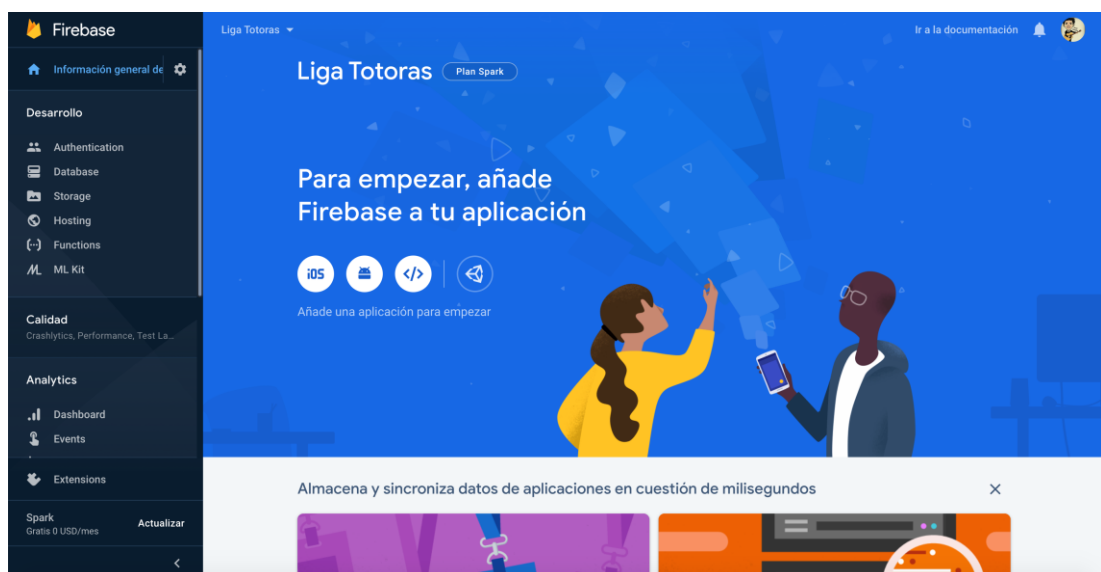 Firebase
Información general de
Desarrollo
Authentication
Database
Storage
Hosting
Functions
ML Kit
Calidad
Crashlytics, Performance, Test La...
Analytics
Dashboard
Events
Extensions
Spark
Gratis 0 USD/mes
Actualizar
Liga Totoras
Ir a la documentación
Liga Totoras Plan Spark
Para empezar, añade
Firebase a tu aplicación
iOS
Añade una aplicación para empezar
Almacena y sincroniza datos de aplicaciones en cuestión de milisegundos